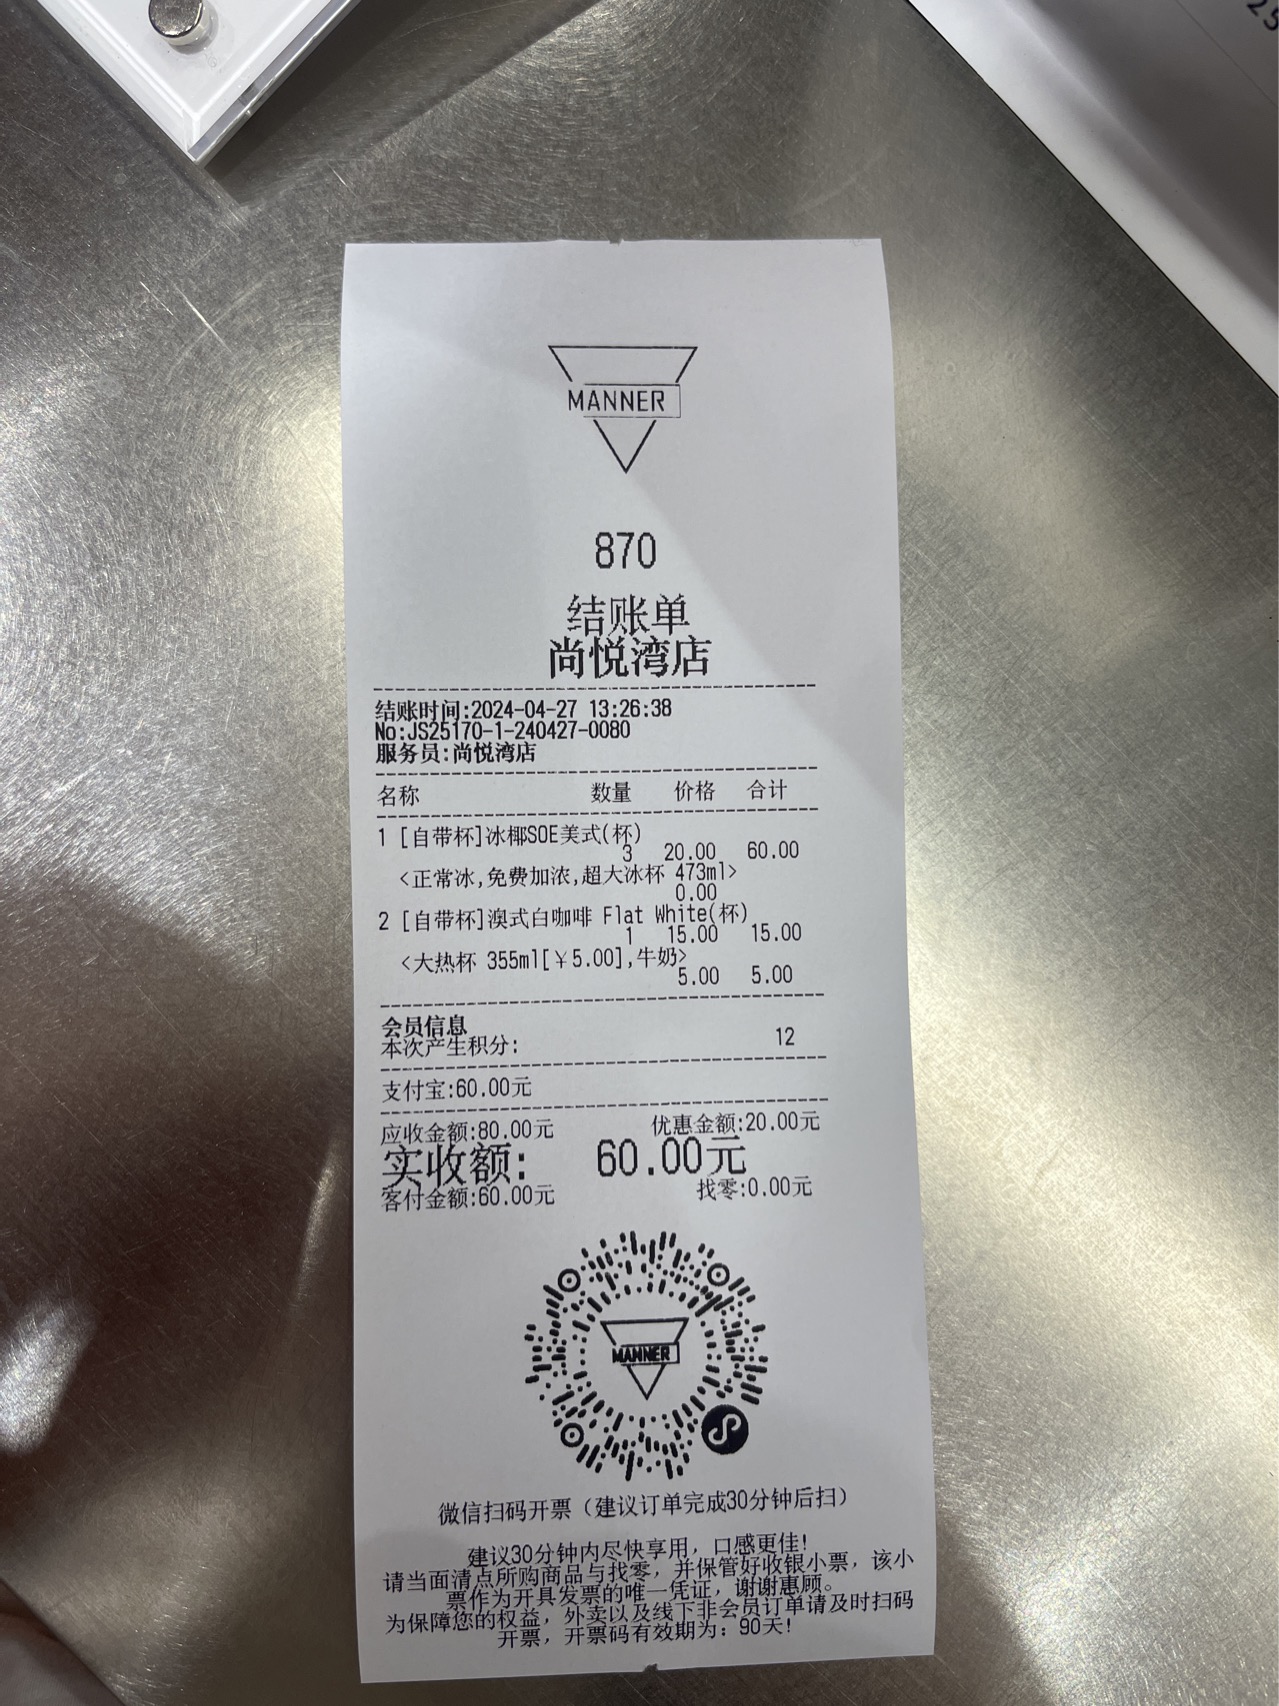 25
MANNER
870
结账单
尚悦湾店
结账时间:2024-04-27 13:26:38
No:JS25170-1-240427-0080
服务员:尚悦湾店
名称 数量 价格 合计
1 [自带杯]冰椰SOE美式(杯)
3 20.00 60.00
<正常冰,免费加浓,超大冰杯 473ml>
0.00
2 [自带杯]澳式白咖啡 Flat White(杯)
1 15.00 15.00
<大热杯 355ml[￥5.00],牛奶>
5.00 5.00
会员信息
本次产生积分: 12
支付宝:60.00元
应收金额:80.00元 优惠金额:20.00元
实收额: 60.00元
客付金额:60.00元 找零:0.00元
MANNER
微信扫码开票（建议订单完成30分钟后扫）
建议30分钟内尽快享用，口感更佳!
请当面清点所购商品与找零，并保管好收银小票，该小
票作为开具发票的唯一凭证，谢谢惠顾。
为保障您的权益，外卖以及线下非会员订单请及时扫码
开票，开票码有效期为：90天!